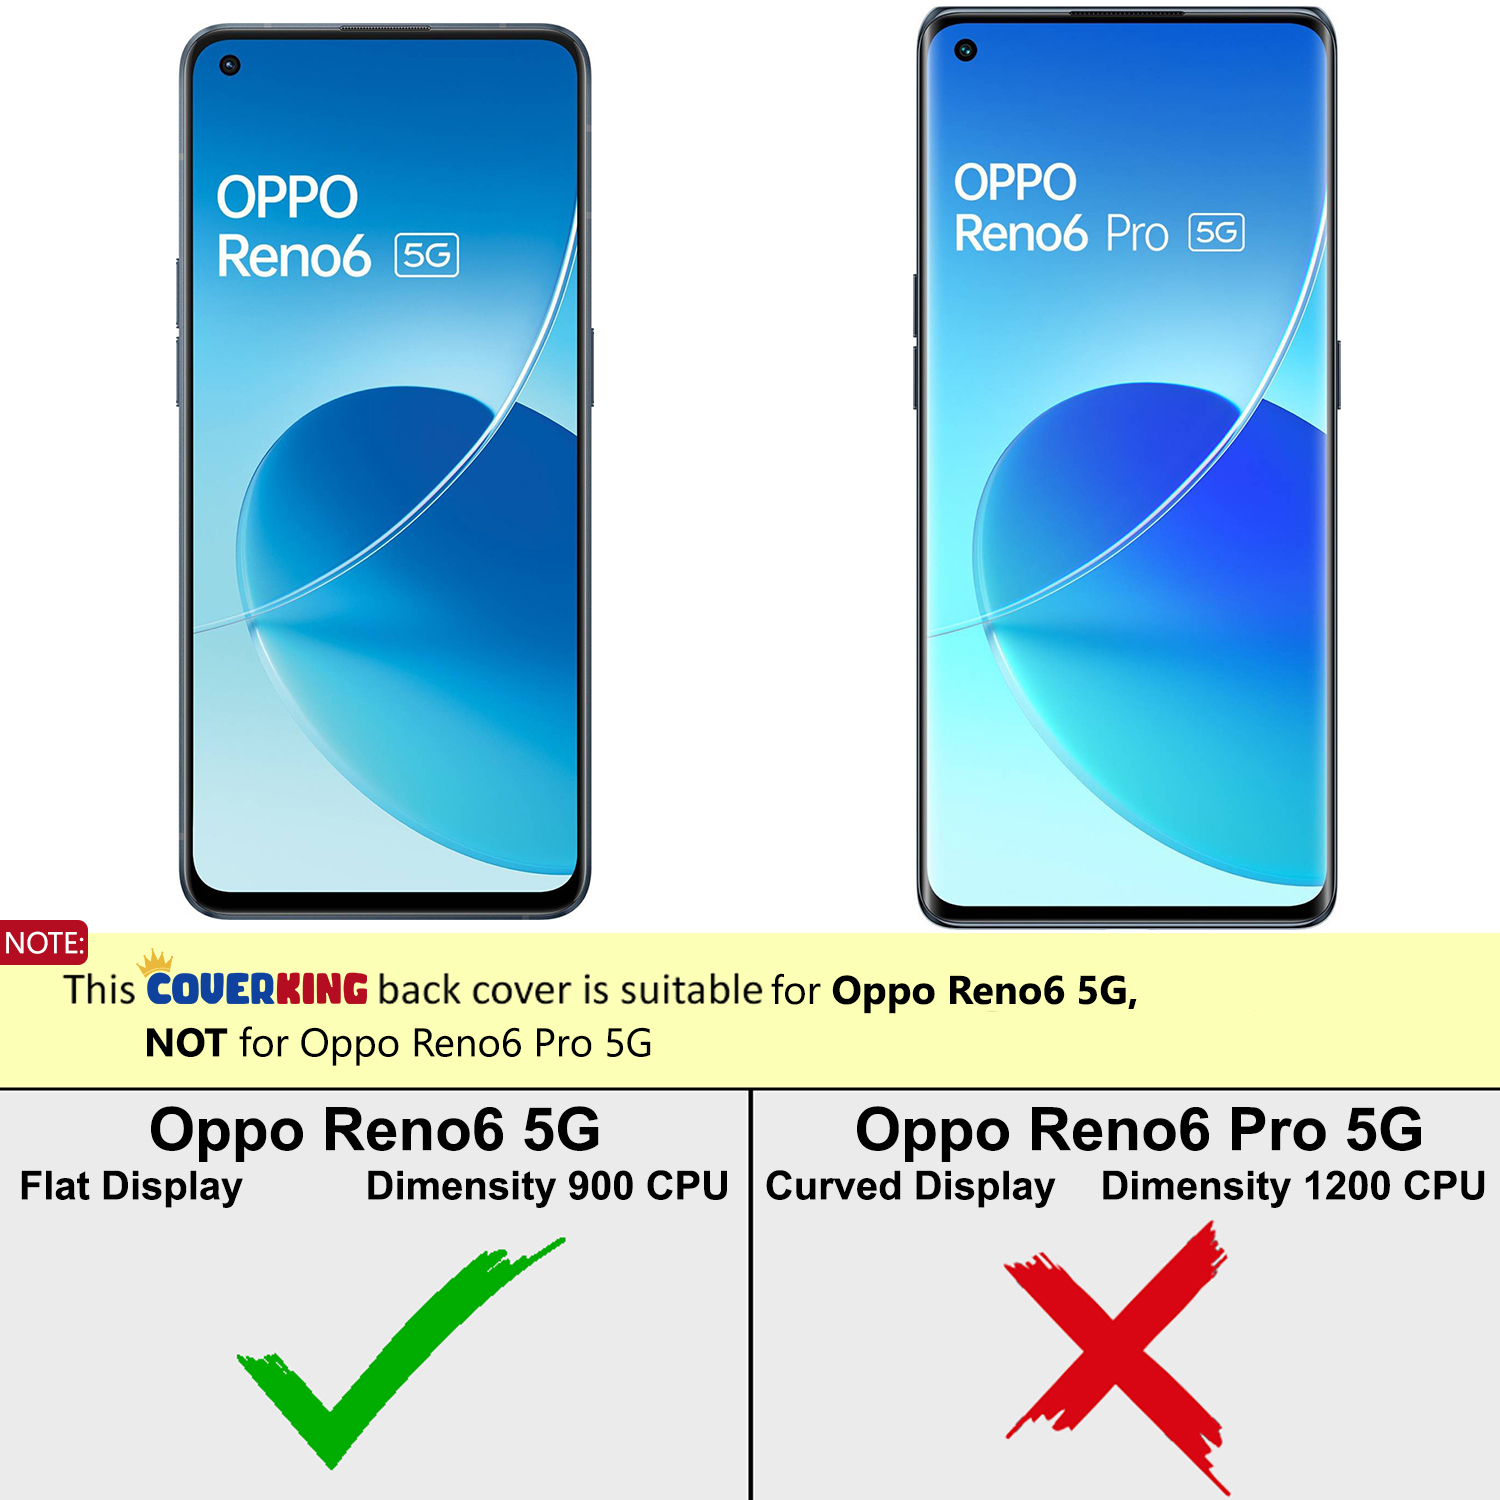 OPPO
Reno6 5G
OPPO
Reno6 Pro 5G
NOTE:
This COVERKING back cover is suitable for Oppo Reno6 5G,
NOT for Oppo Reno6 Pro 5G
Oppo Reno6 5G
Flat Display Dimensity 900 CPU
Oppo Reno6 Pro 5G
Curved Display Dimensity 1200 CPU